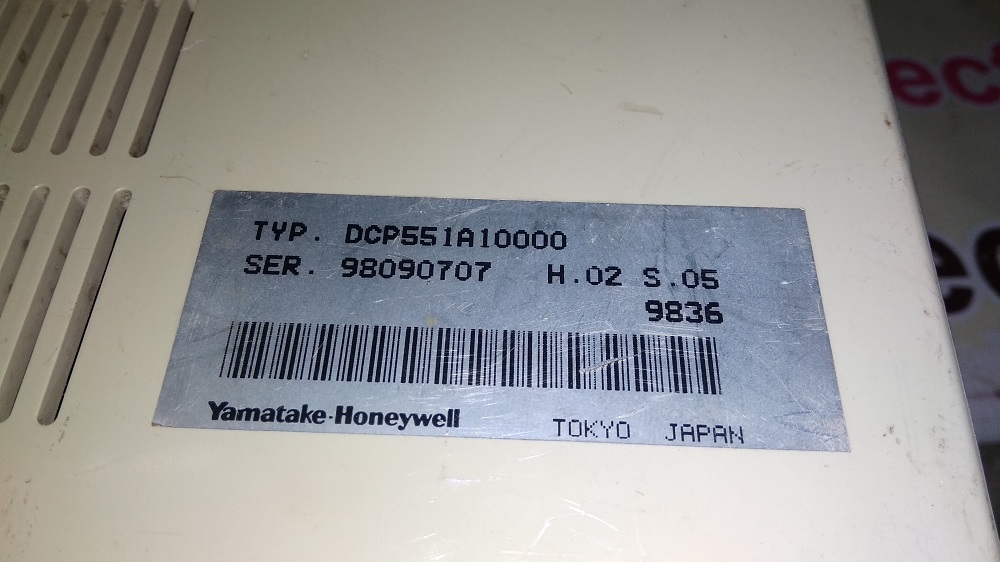 TYP. DCP551A10000
SER. 98090707 H.02 S.05
9836
Yamatake-Honeywell
TOKYO JAPAN